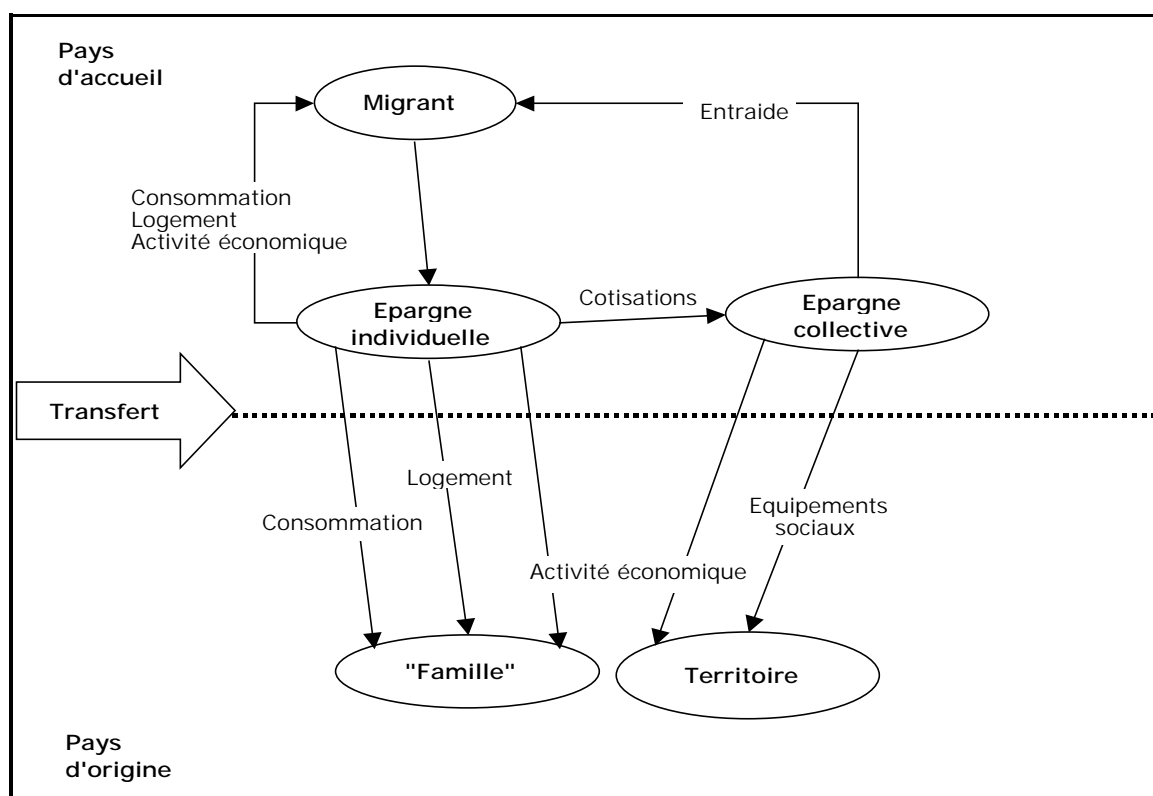 Pays
d'accueil
Migrant
Entraide
Consommation
Logement
Activité économique
Cotisations
Epargne
individuelle
Epargne
collective
Transfert
Logement
Consommation
Equipements
sociaux
Activité économique
"Famille"
Territoire
Pays
d'origine